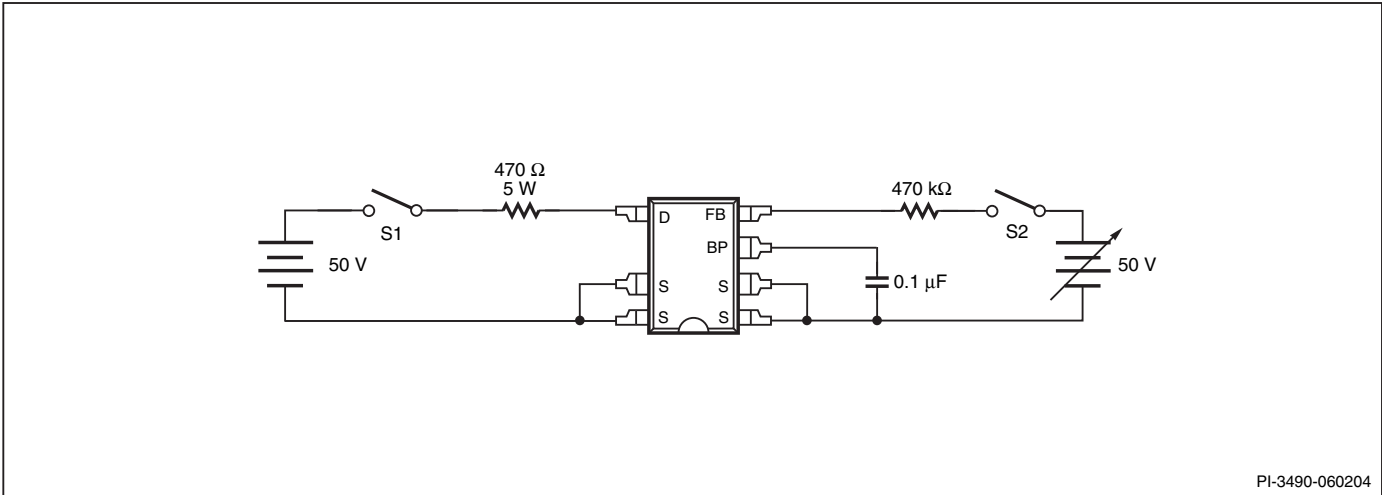 470 Ω
5 W
470 kΩ
D
FB
S1
S2
BP
50 V
50 V
S
S
0.1 µF
S
S
PI-3490-060204